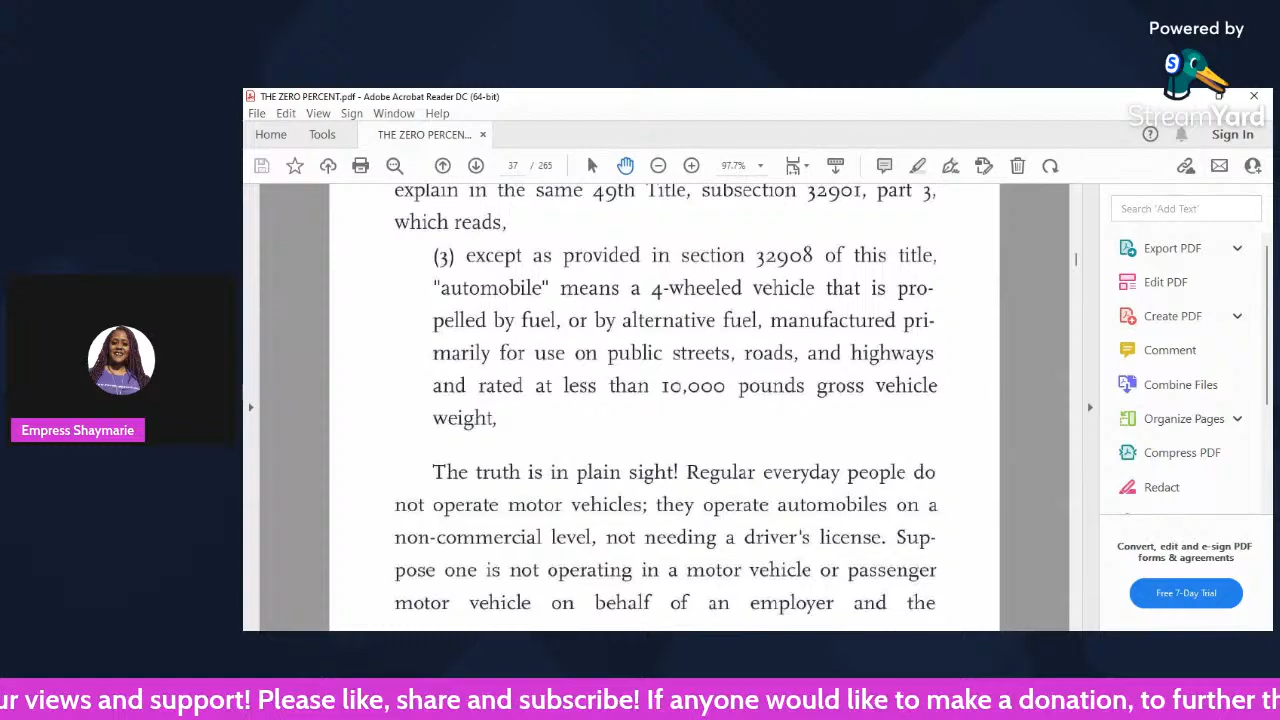 Powered by
StreamYard
THE ZERO PERCENT.pdf - Adobe Acrobat Reader DC (64-bit)
File Edit View Sign Window Help
Home Tools THE ZERO PERCEN... ×
Sign In
37 / 265
97.7%
explain in the same 49th Title, subsection 32901, part 3,
which reads,
(3) except as provided in section 32908 of this title,
"automobile" means a 4-wheeled vehicle that is pro-
pelled by fuel, or by alternative fuel, manufactured pri-
marily for use on public streets, roads, and highways
and rated at less than 10,000 pounds gross vehicle
weight,
The truth is in plain sight! Regular everyday people do
not operate motor vehicles; they operate automobiles on a
non-commercial level, not needing a driver's license. Sup-
pose one is not operating in a motor vehicle or passenger
motor vehicle on behalf of an employer and the
Search 'Add Text'
Export PDF
Edit PDF
Create PDF
Comment
Combine Files
Organize Pages
Compress PDF
Redact
Convert, edit and e-sign PDF
forms & agreements
Free 7-Day Trial
Empress Shaymarie
ur views and support! Please like, share and subscribe! If anyone would like to make a donation, to further th